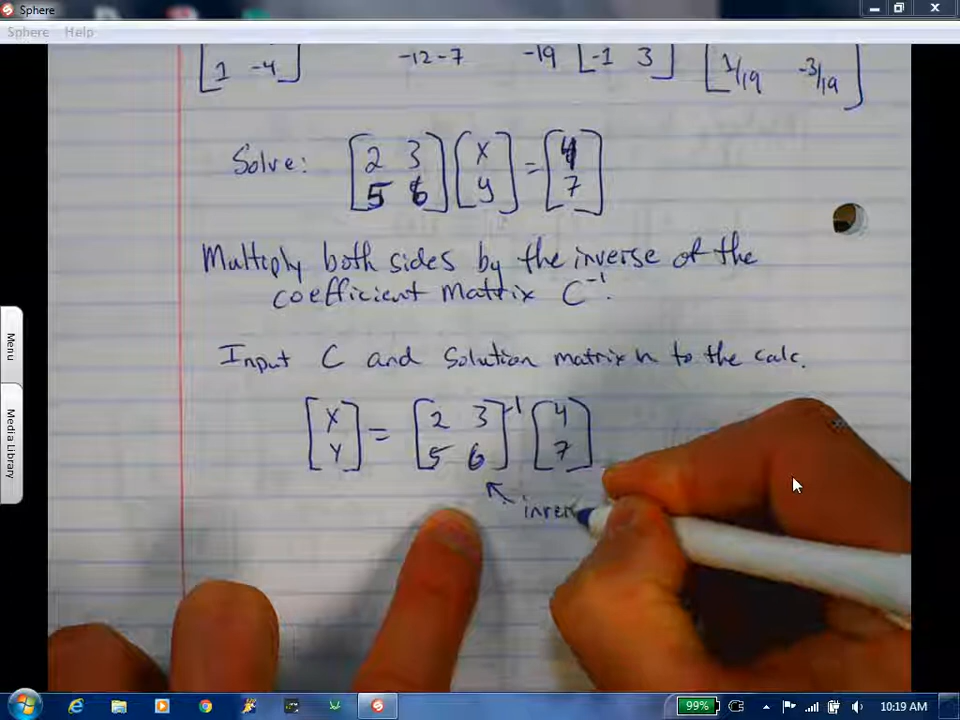 Sphere
Sphere Help
1 -4
-12-7 -19 -1 3 1/19 -3/19
Solve: [2 3] [x] = [4]
[5 6] [y] [7]
Multiply both sides by the inverse of the
coefficient matrix C⁻¹.
Input C and solution matrix n to the calc.
[x] = [2 3]⁻¹ [4]
[y] [5 6] [7]
inver
Menu
Media Library
99%
10:19 AM